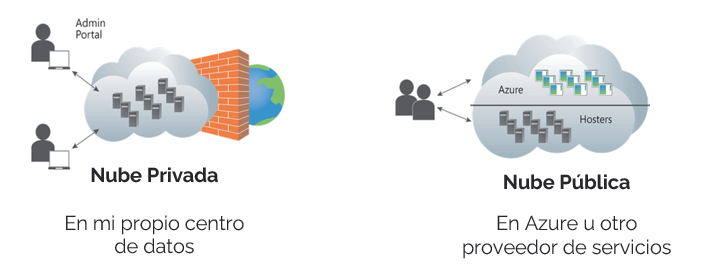 Admin
Portal
Nube Privada
En mi propio centro
de datos
Azure
Hosters
Nube Pública
En Azure u otro
proveedor de servicios